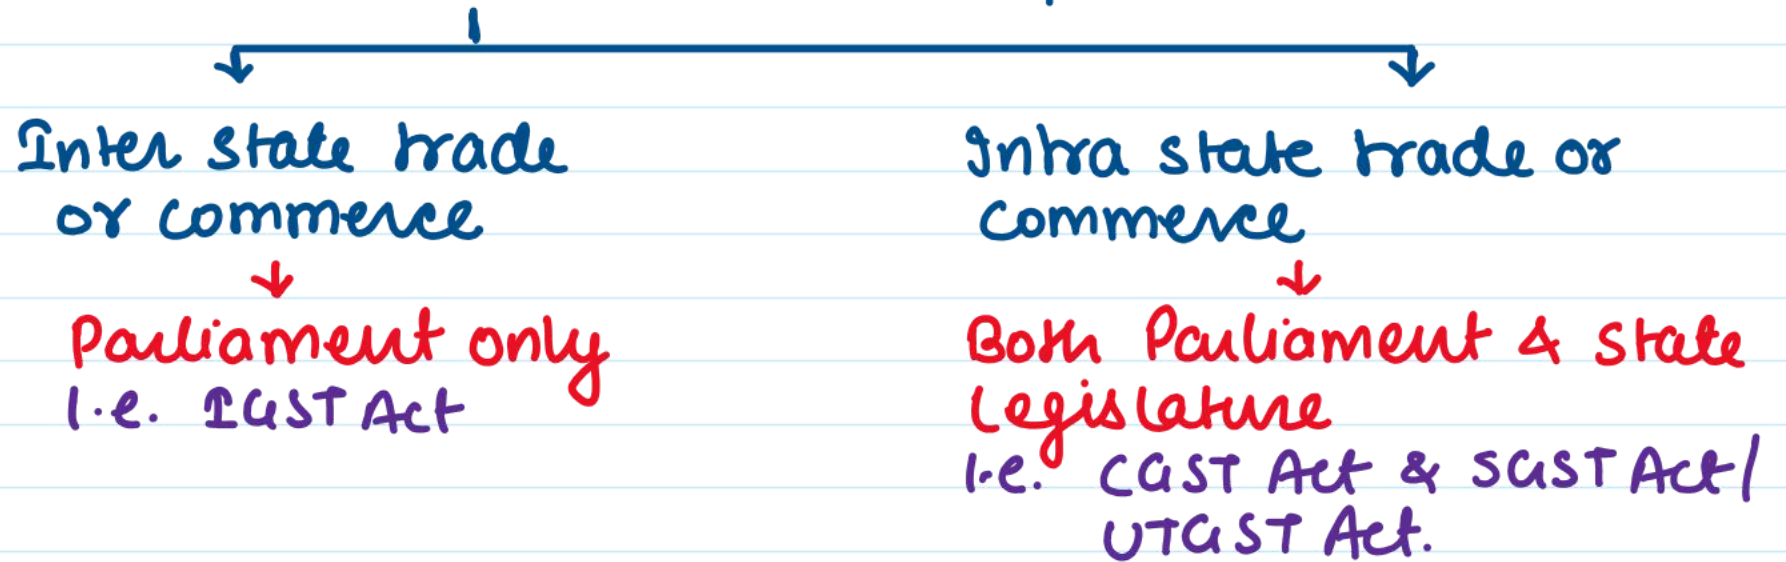 Inter state trade
or commerce
Parliament only
I.e. IGST Act
Intra state trade or
commerce
Both Parliament & state
legislature
I.e. CGST Act & SGST Act/
UTGST Act.